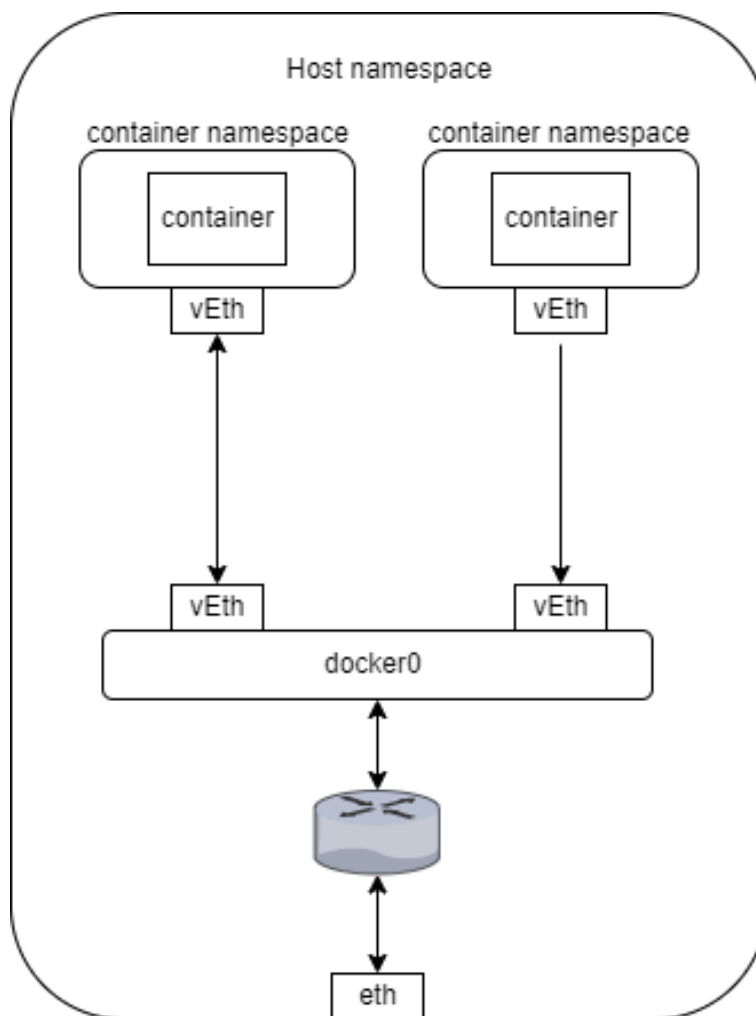 Host namespace
container namespace
container namespace
container
container
vEth
vEth
vEth
vEth
docker0
eth